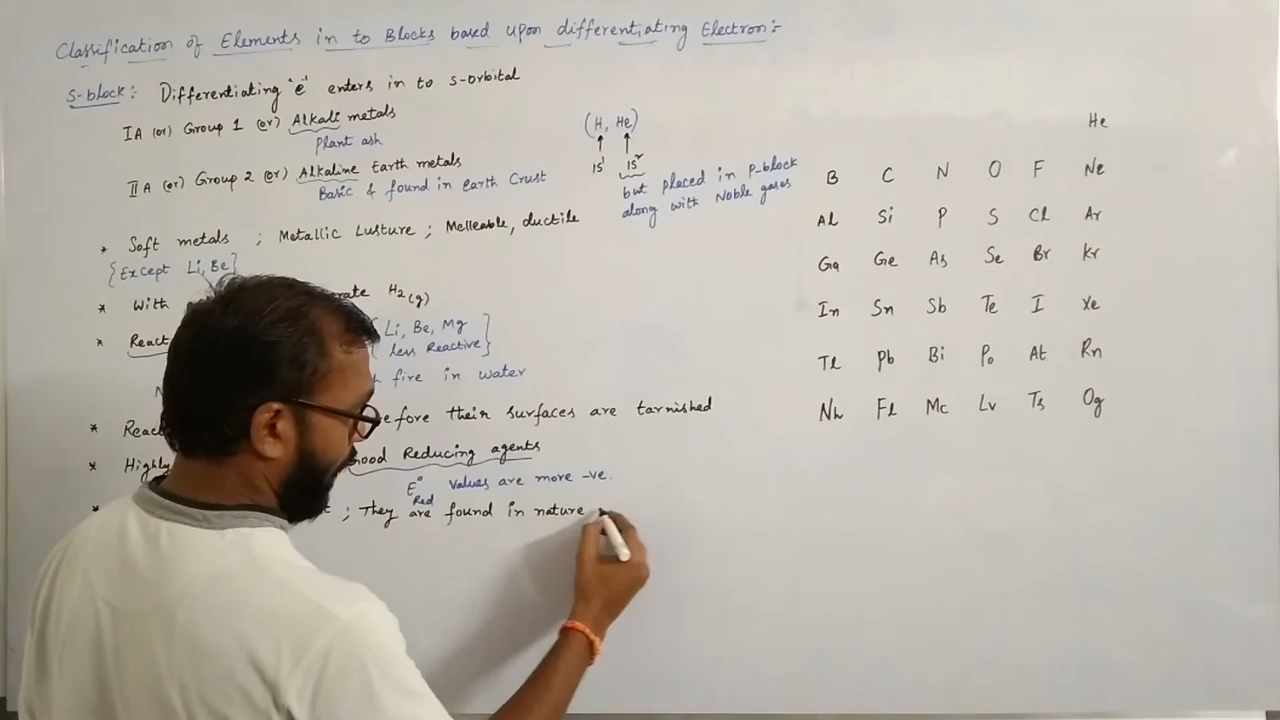 Classification of Elements in to Blocks based upon differentiating Electron:-
S-block:- Differentiating 'e' enters in to s-orbital
IA (or) Group 1 (or) Alkali metals
Plant ash
IIA (or) Group 2 (or) Alkaline Earth metals
Basic & found in earth Crust
(H, He)
1s¹ 1s²
but placed in P-block
along with Noble gases
* Soft metals ; Metallic Lusture ; Melleable, ductile
{Except Li, Be}
* With H2(g)
* React
{Li, Be, Mg
less Reactive}
fire in water
* Reac their surfaces are tarnished
* Highly Good Reducing agents
E°Red values are more -ve.
* ; They are found in nature
He
B C N O F Ne
Al Si P S Cl Ar
Ga Ge As Se Br Kr
In Sn Sb Te I Xe
Tl Pb Bi Po At Rn
Nh Fl Mc Lv Ts Og